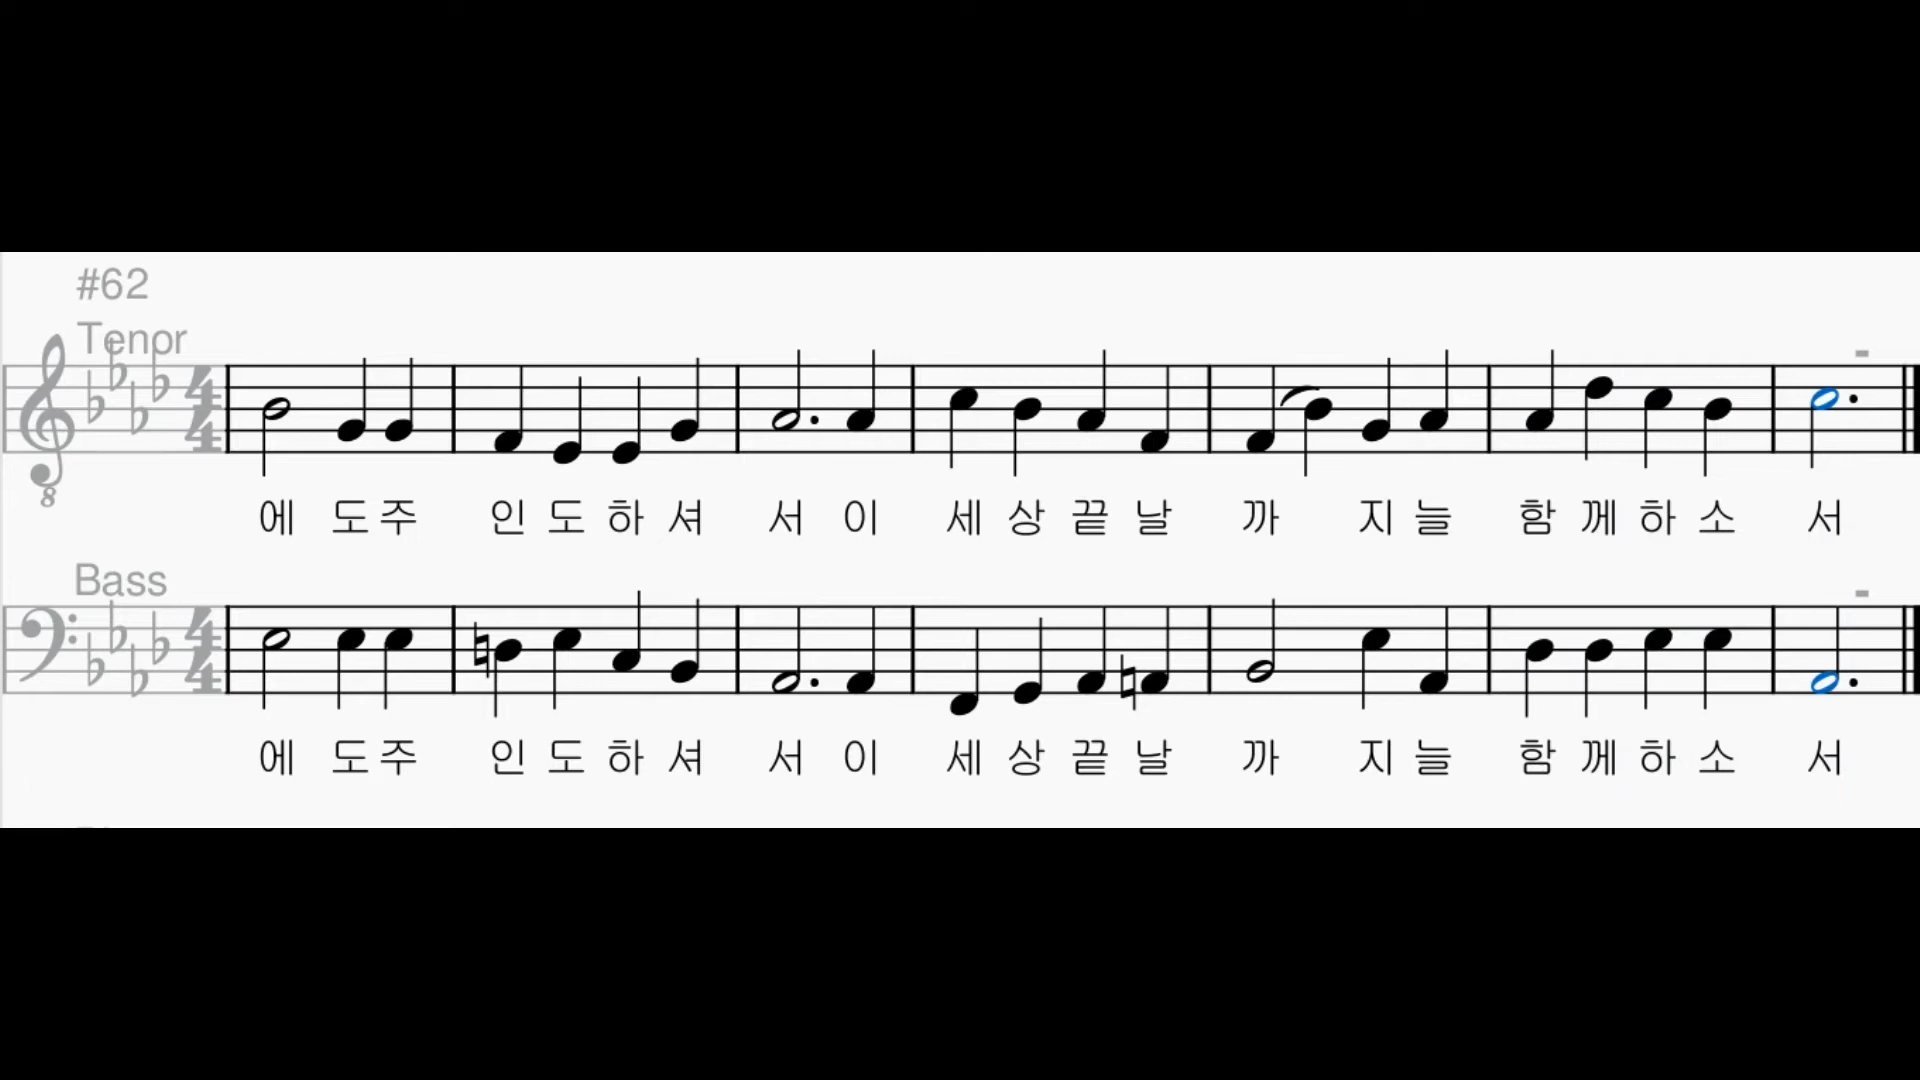 #62
Tenor
에 도 주 인 도 하 셔 서 이 세 상 끝 날 까 지 늘 함 께 하 소 서
Bass
에 도 주 인 도 하 셔 서 이 세 상 끝 날 까 지 늘 함 께 하 소 서